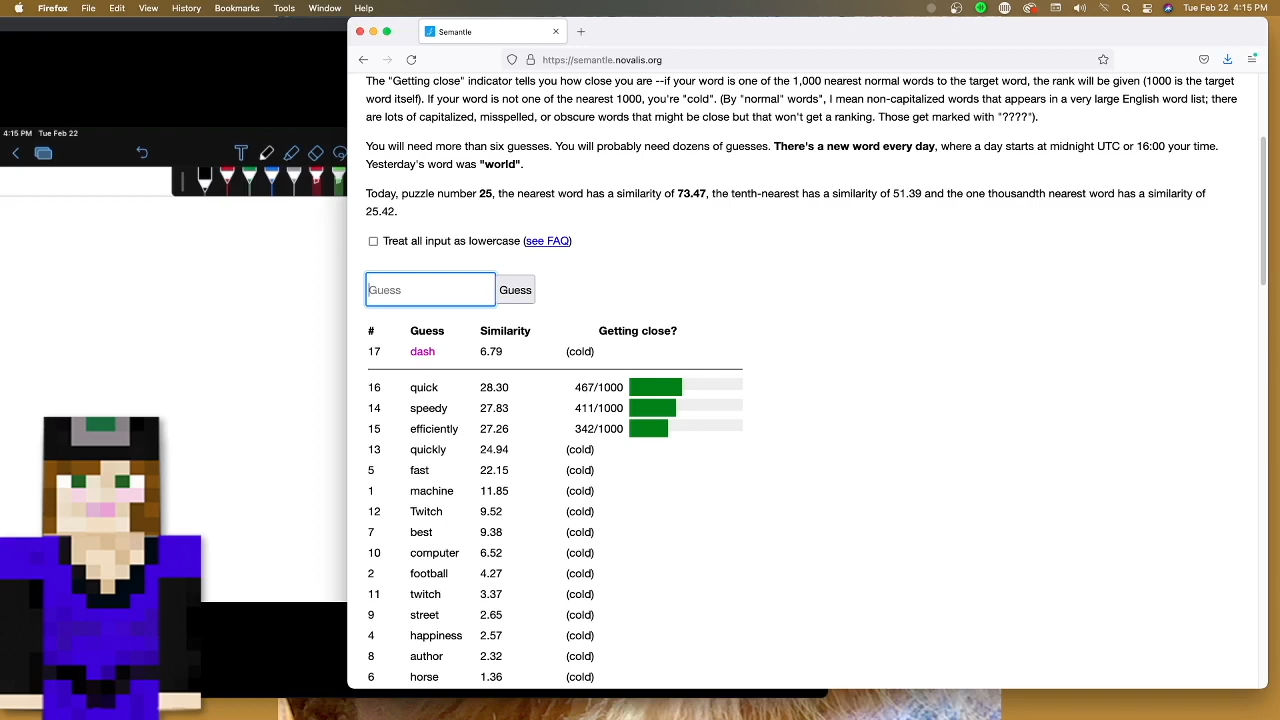 Firefox File Edit View History Bookmarks Tools Window Help
Tue Feb 22 4:15 PM
Semantle
https://semantle.novalis.org
The "Getting close" indicator tells you how close you are --if your word is one of the 1,000 nearest normal words to the target word, the rank will be given (1000 is the target
word itself). If your word is not one of the nearest 1000, you're "cold". (By "normal" words", I mean non-capitalized words that appears in a very large English word list; there
are lots of capitalized, misspelled, or obscure words that might be close but that won't get a ranking. Those get marked with "????").
4:15 PM Tue Feb 22
You will need more than six guesses. You will probably need dozens of guesses. There's a new word every day, where a day starts at midnight UTC or 16:00 your time.
Yesterday's word was "world".
Today, puzzle number 25, the nearest word has a similarity of 73.47, the tenth-nearest has a similarity of 51.39 and the one thousandth nearest word has a similarity of
25.42.
Treat all input as lowercase (see FAQ)
Guess Guess
# Guess Similarity Getting close?
17 dash 6.79 (cold)
16 quick 28.30 467/1000
14 speedy 27.83 411/1000
15 efficiently 27.26 342/1000
13 quickly 24.94 (cold)
5 fast 22.15 (cold)
1 machine 11.85 (cold)
12 Twitch 9.52 (cold)
7 best 9.38 (cold)
10 computer 6.52 (cold)
2 football 4.27 (cold)
11 twitch 3.37 (cold)
9 street 2.65 (cold)
4 happiness 2.57 (cold)
8 author 2.32 (cold)
6 horse 1.36 (cold)